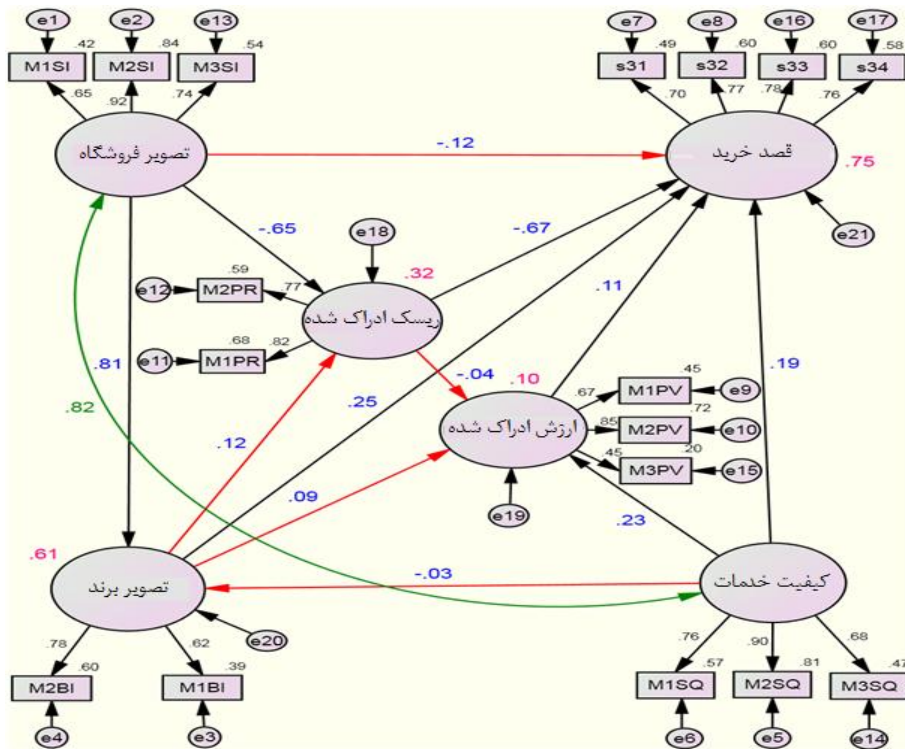 e1 e2 e13 e7 e8 e16 e17
.42 .84 .54 .49 .60 .60 .58
M1SI M2SI M3SI s31 s32 s33 s34
.65 .92 .74 .70 .77 .78 .76
تصویر فروشگاه
-.12
قصد خرید
.75
-.65
e18
-.67
e21
.32
.59
e12 M2PR .77
ریسک ادراک شده
.11
.68
e11 M1PR .82
.81
-.04
.10
.19
.82
.25
.67 M1PV .45 e9
ارزش ادراک شده
.85 M2PV .72 e10
.45 M3PV .20 e15
.12
.09
e19
.23
.61
تصویر برند
-.03
کیفیت خدمات
e20
.78 .62 .76 .90 .68
.60 .39 .57 .81 .47
M2BI M1BI M1SQ M2SQ M3SQ
e4 e3 e6 e5 e14